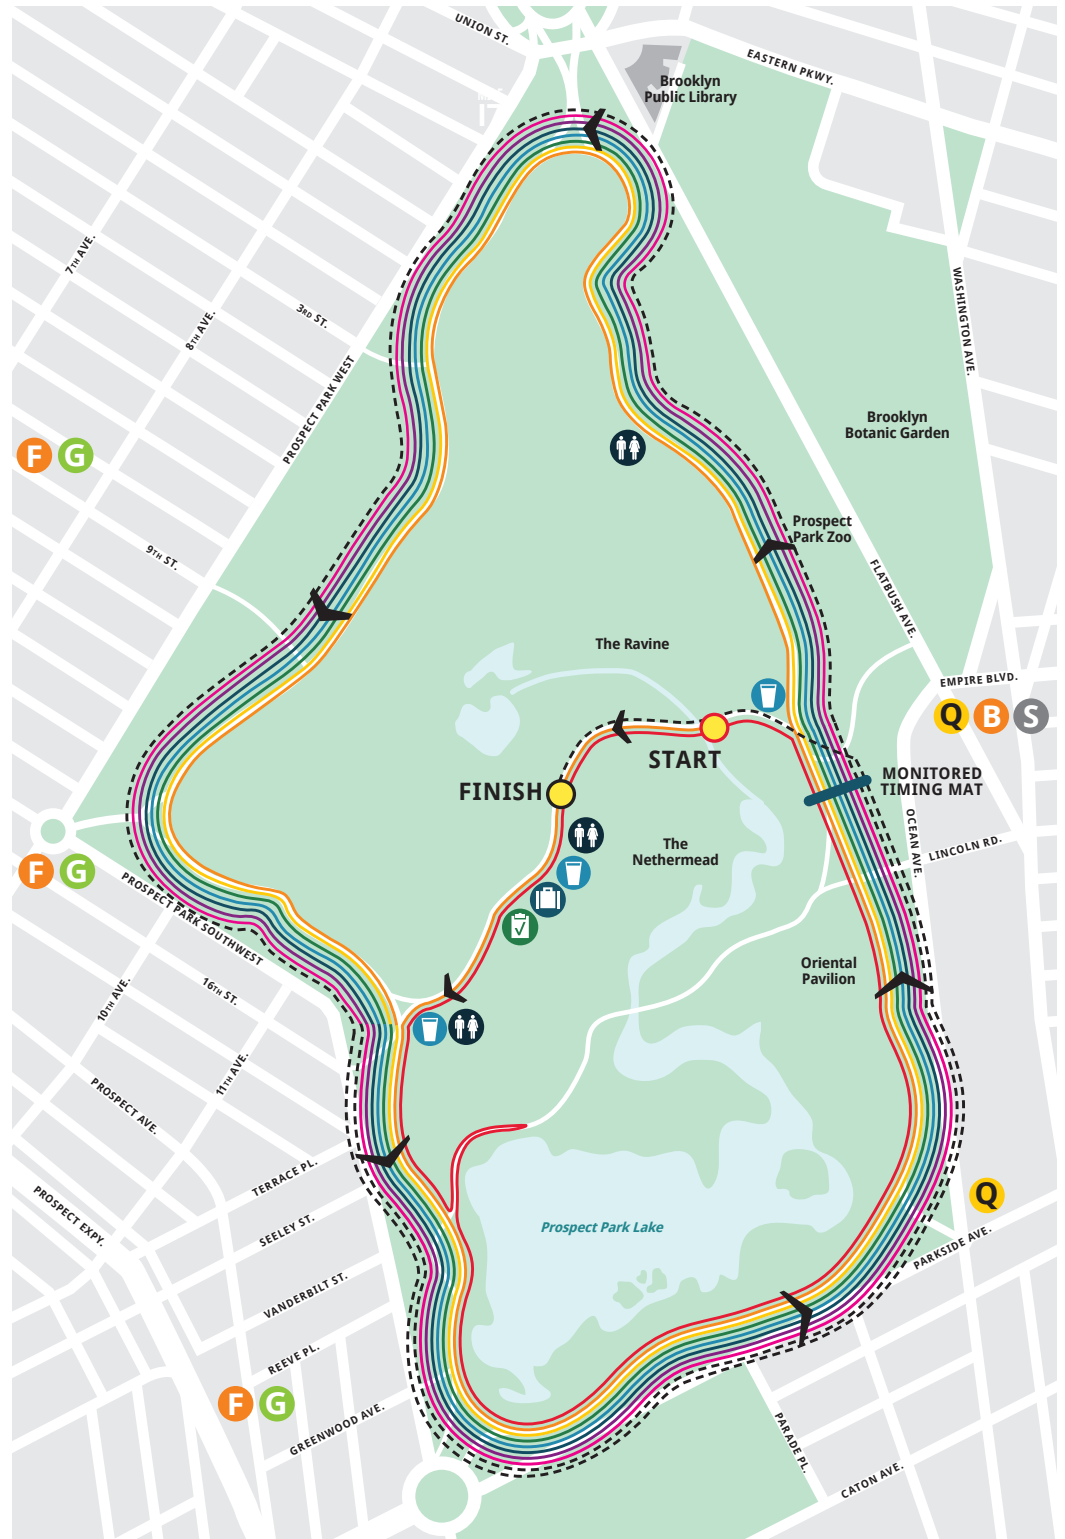 UNION ST.
EASTERN PKWY.
Brooklyn
Public Library
7TH AVE.
8TH AVE.
3RD ST.
PROSPECT PARK WEST
WASHINGTON AVE.
Brooklyn
Botanic Garden
F G
9TH ST.
Prospect
Park Zoo
FLATBUSH AVE.
The Ravine
EMPIRE BLVD.
Q B S
START
FINISH
MONITORED
TIMING MAT
OCEAN AVE.
LINCOLN RD.
The
Nethermead
F G
PROSPECT PARK SOUTHWEST
16TH ST.
10TH AVE.
Oriental
Pavilion
11TH AVE.
PROSPECT AVE.
TERRACE PL.
Q
PROSPECT EXPY.
SEELEY ST.
Prospect Park Lake
PARKSIDE AVE.
VANDERBILT ST.
REEVE PL.
F G
GREENWOOD AVE.
PARADE PL.
CATON AVE.